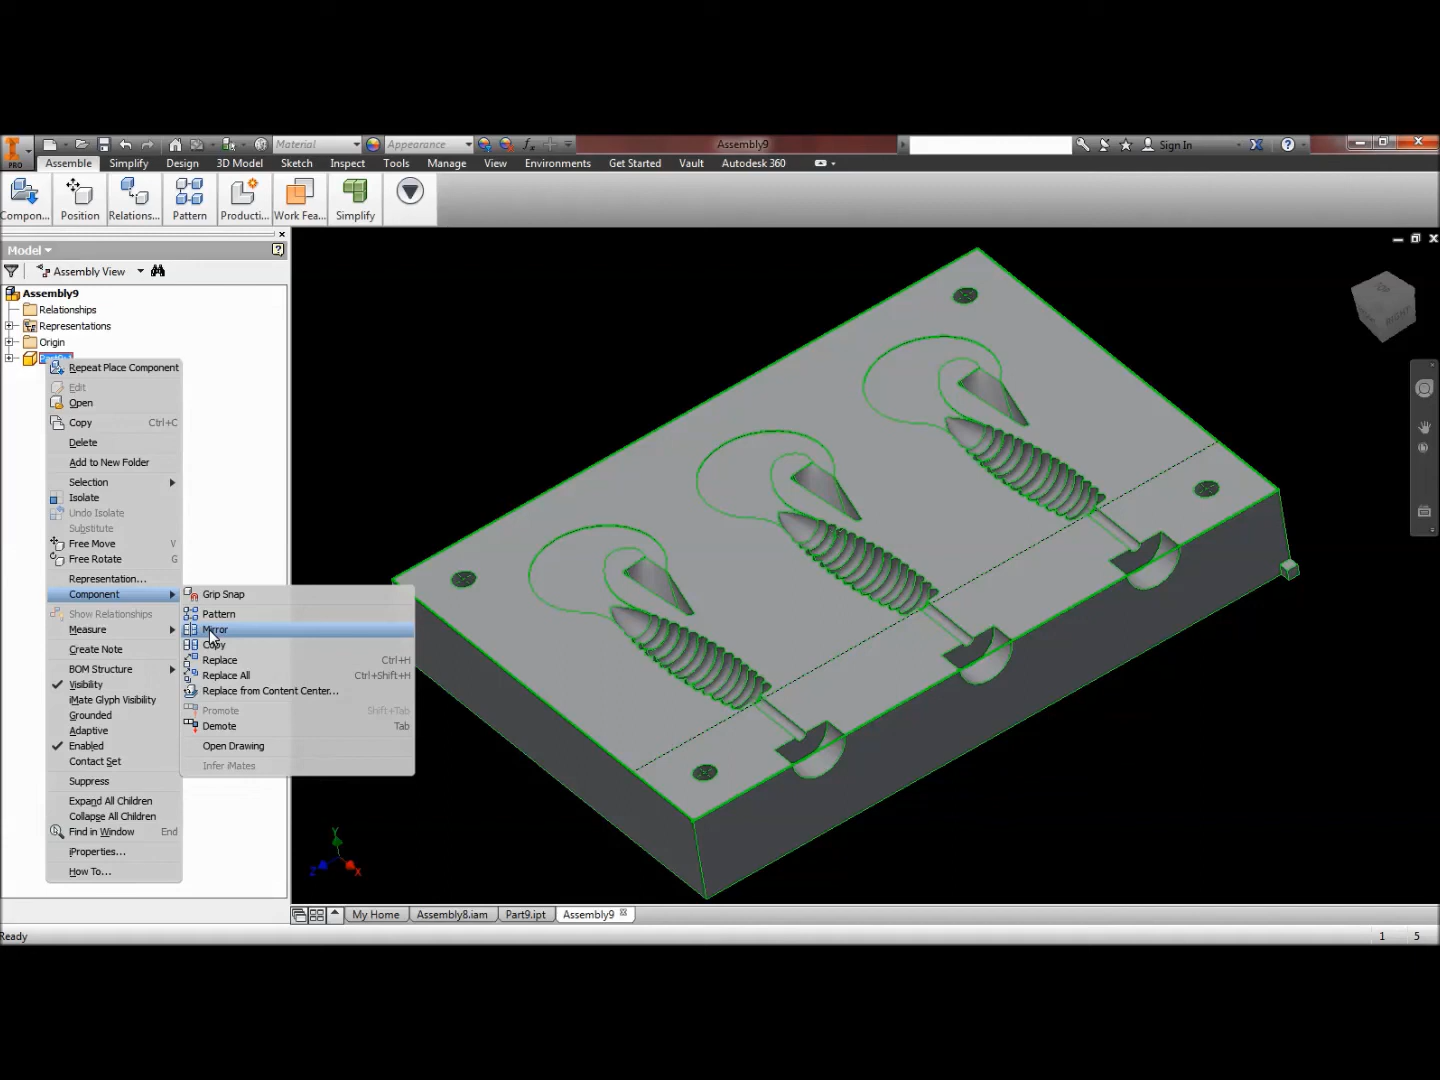 Material
Appearance
Assembly9
Sign In
PRO
Assemble
Simplify
Design
3D Model
Sketch
Inspect
Tools
Manage
View
Environments
Get Started
Vault
Autodesk 360
Compon...
Position
Relations...
Pattern
Producti...
Work Fea...
Simplify
Model
Assembly View
Assembly9
Relationships
Representations
Origin
Repeat Place Component
Edit
Open
Copy Ctrl+C
Delete
Add to New Folder
Selection
Isolate
Undo Isolate
Substitute
Free Move V
Free Rotate G
Representation...
Component
Show Relationships
Measure
Create Note
BOM Structure
Visibility
iMate Glyph Visibility
Grounded
Adaptive
Enabled
Contact Set
Suppress
Expand All Children
Collapse All Children
Find in Window End
iProperties...
How To...
Grip Snap
Pattern
Mirror
Copy
Replace Ctrl+H
Replace All Ctrl+Shift+H
Replace from Content Center...
Promote Shift+Tab
Demote Tab
Open Drawing
Infer iMates
RIGHT
Y
Z
X
My Home
Assembly8.iam
Part9.ipt
Assembly9
Ready
1 5